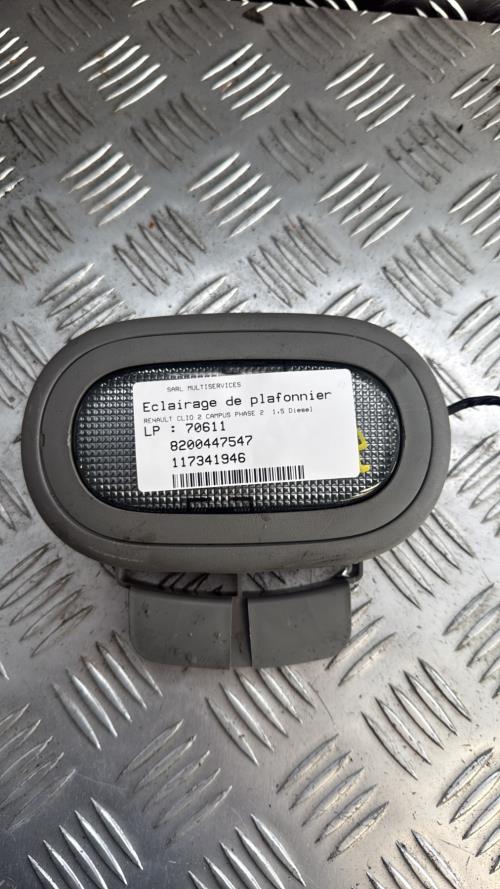 SARL MULTISERVICES
Eclairage de plafonnier
RENAULT CLIO 2 CAMPUS PHASE 2 1.5 Diesel
LP : 70611
8200447547
117341946